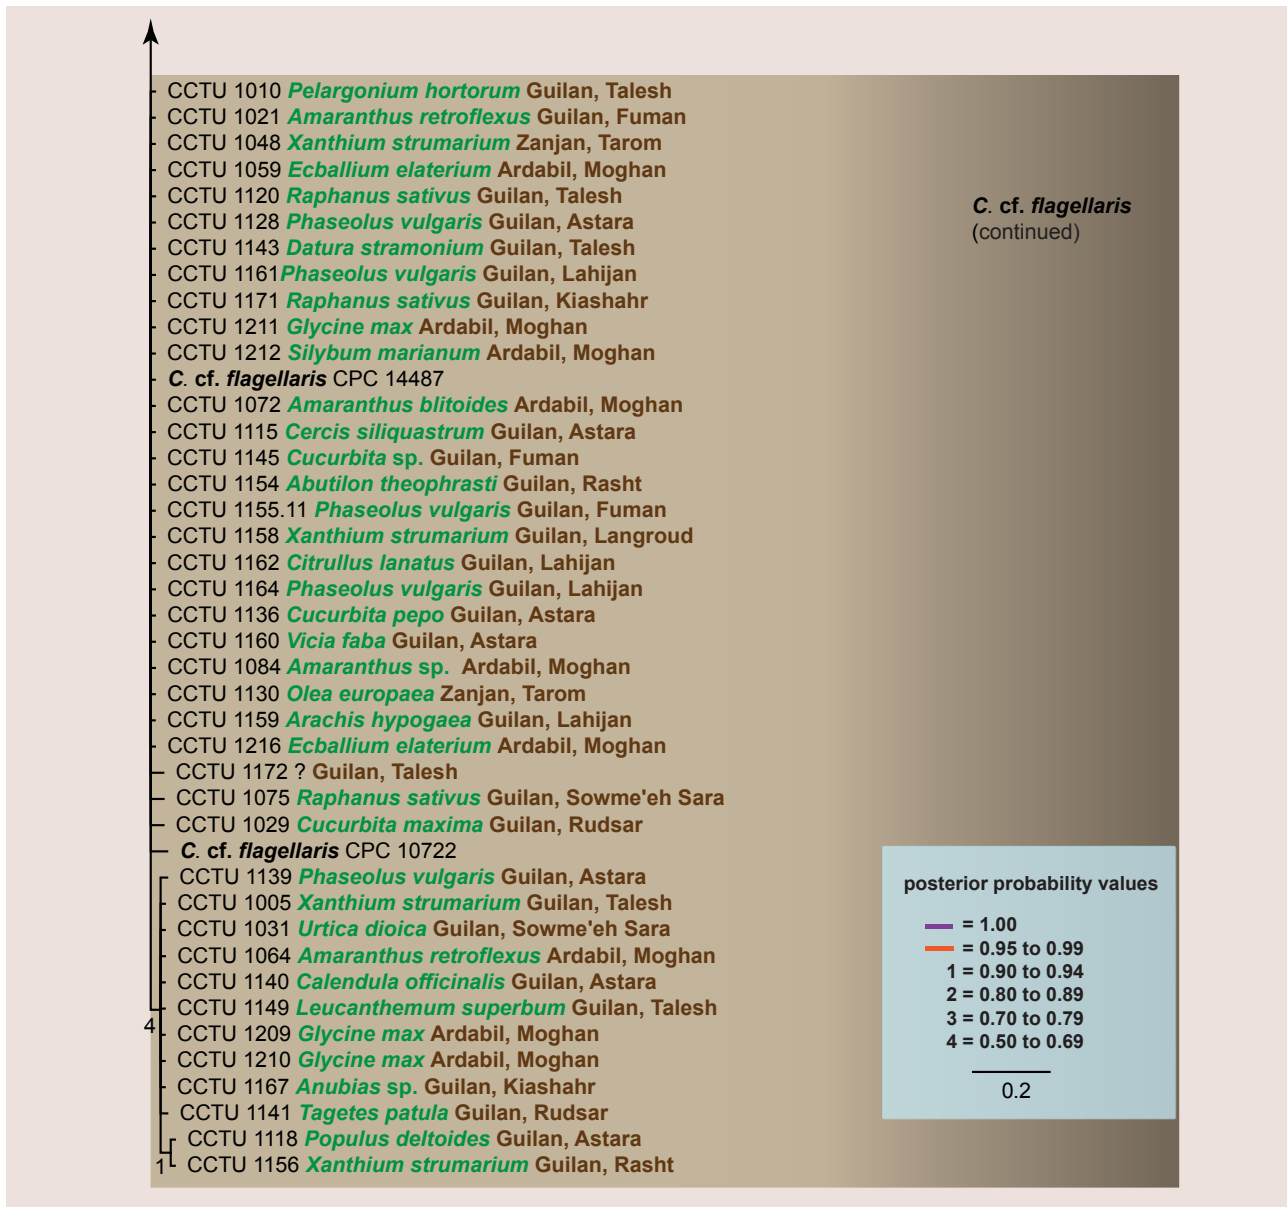 CCTU 1010 Pelargonium hortorum Guilan, Talesh
CCTU 1021 Amaranthus retroflexus Guilan, Fuman
CCTU 1048 Xanthium strumarium Zanjan, Tarom
CCTU 1059 Ecballium elaterium Ardabil, Moghan
CCTU 1120 Raphanus sativus Guilan, Talesh
CCTU 1128 Phaseolus vulgaris Guilan, Astara
CCTU 1143 Datura stramonium Guilan, Talesh
CCTU 1161Phaseolus vulgaris Guilan, Lahijan
CCTU 1171 Raphanus sativus Guilan, Kiashahr
CCTU 1211 Glycine max Ardabil, Moghan
CCTU 1212 Silybum marianum Ardabil, Moghan
C. cf. flagellaris CPC 14487
CCTU 1072 Amaranthus blitoides Ardabil, Moghan
CCTU 1115 Cercis siliquastrum Guilan, Astara
CCTU 1145 Cucurbita sp. Guilan, Fuman
CCTU 1154 Abutilon theophrasti Guilan, Rasht
CCTU 1155.11 Phaseolus vulgaris Guilan, Fuman
CCTU 1158 Xanthium strumarium Guilan, Langroud
CCTU 1162 Citrullus lanatus Guilan, Lahijan
CCTU 1164 Phaseolus vulgaris Guilan, Lahijan
CCTU 1136 Cucurbita pepo Guilan, Astara
CCTU 1160 Vicia faba Guilan, Astara
CCTU 1084 Amaranthus sp. Ardabil, Moghan
CCTU 1130 Olea europaea Zanjan, Tarom
CCTU 1159 Arachis hypogaea Guilan, Lahijan
CCTU 1216 Ecballium elaterium Ardabil, Moghan
CCTU 1172 ? Guilan, Talesh
CCTU 1075 Raphanus sativus Guilan, Sowme'eh Sara
CCTU 1029 Cucurbita maxima Guilan, Rudsar
C. cf. flagellaris CPC 10722
CCTU 1139 Phaseolus vulgaris Guilan, Astara
CCTU 1005 Xanthium strumarium Guilan, Talesh
CCTU 1031 Urtica dioica Guilan, Sowme'eh Sara
CCTU 1064 Amaranthus retroflexus Ardabil, Moghan
CCTU 1140 Calendula officinalis Guilan, Astara
CCTU 1149 Leucanthemum superbum Guilan, Talesh
4
CCTU 1209 Glycine max Ardabil, Moghan
CCTU 1210 Glycine max Ardabil, Moghan
CCTU 1167 Anubias sp. Guilan, Kiashahr
CCTU 1141 Tagetes patula Guilan, Rudsar
CCTU 1118 Populus deltoides Guilan, Astara
1
CCTU 1156 Xanthium strumarium Guilan, Rasht
C. cf. flagellaris
(continued)
posterior probability values
= 1.00
= 0.95 to 0.99
1 = 0.90 to 0.94
2 = 0.80 to 0.89
3 = 0.70 to 0.79
4 = 0.50 to 0.69
0.2